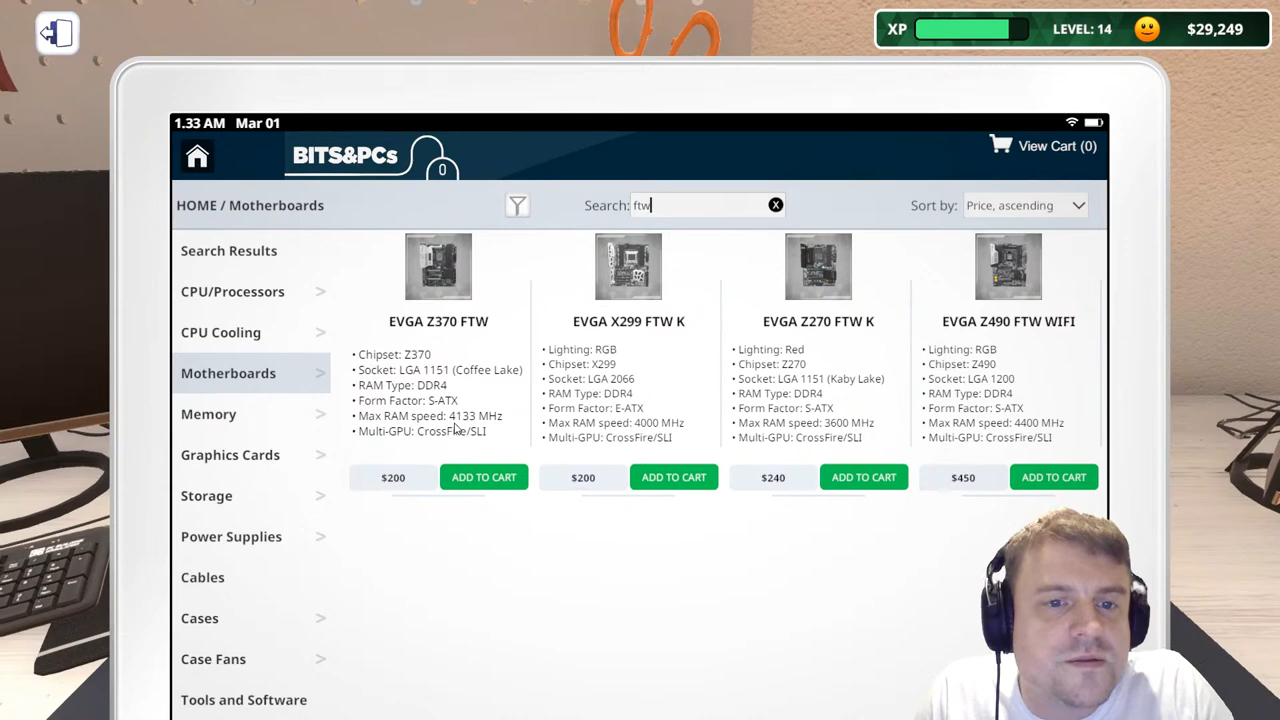 XP
LEVEL: 14
$29,249
1.33 AM Mar 01
BITS&PCs
0
View Cart (0)
HOME / Motherboards
Search: ftw
X
Sort by: Price, ascending
Search Results
CPU/Processors >
CPU Cooling >
Motherboards >
Memory >
Graphics Cards >
Storage >
Power Supplies >
Cables
Cases >
Case Fans >
Tools and Software
EVGA Z370 FTW
• Chipset: Z370
• Socket: LGA 1151 (Coffee Lake)
• RAM Type: DDR4
• Form Factor: S-ATX
• Max RAM speed: 4133 MHz
• Multi-GPU: CrossFire/SLI
$200
ADD TO CART
EVGA X299 FTW K
• Lighting: RGB
• Chipset: X299
• Socket: LGA 2066
• RAM Type: DDR4
• Form Factor: E-ATX
• Max RAM speed: 4000 MHz
• Multi-GPU: CrossFire/SLI
$200
ADD TO CART
EVGA Z270 FTW K
• Lighting: Red
• Chipset: Z270
• Socket: LGA 1151 (Kaby Lake)
• RAM Type: DDR4
• Form Factor: S-ATX
• Max RAM speed: 3600 MHz
• Multi-GPU: CrossFire/SLI
$240
ADD TO CART
EVGA Z490 FTW WIFI
• Lighting: RGB
• Chipset: Z490
• Socket: LGA 1200
• RAM Type: DDR4
• Form Factor: S-ATX
• Max RAM speed: 4400 MHz
• Multi-GPU: CrossFire/SLI
$450
ADD TO CART